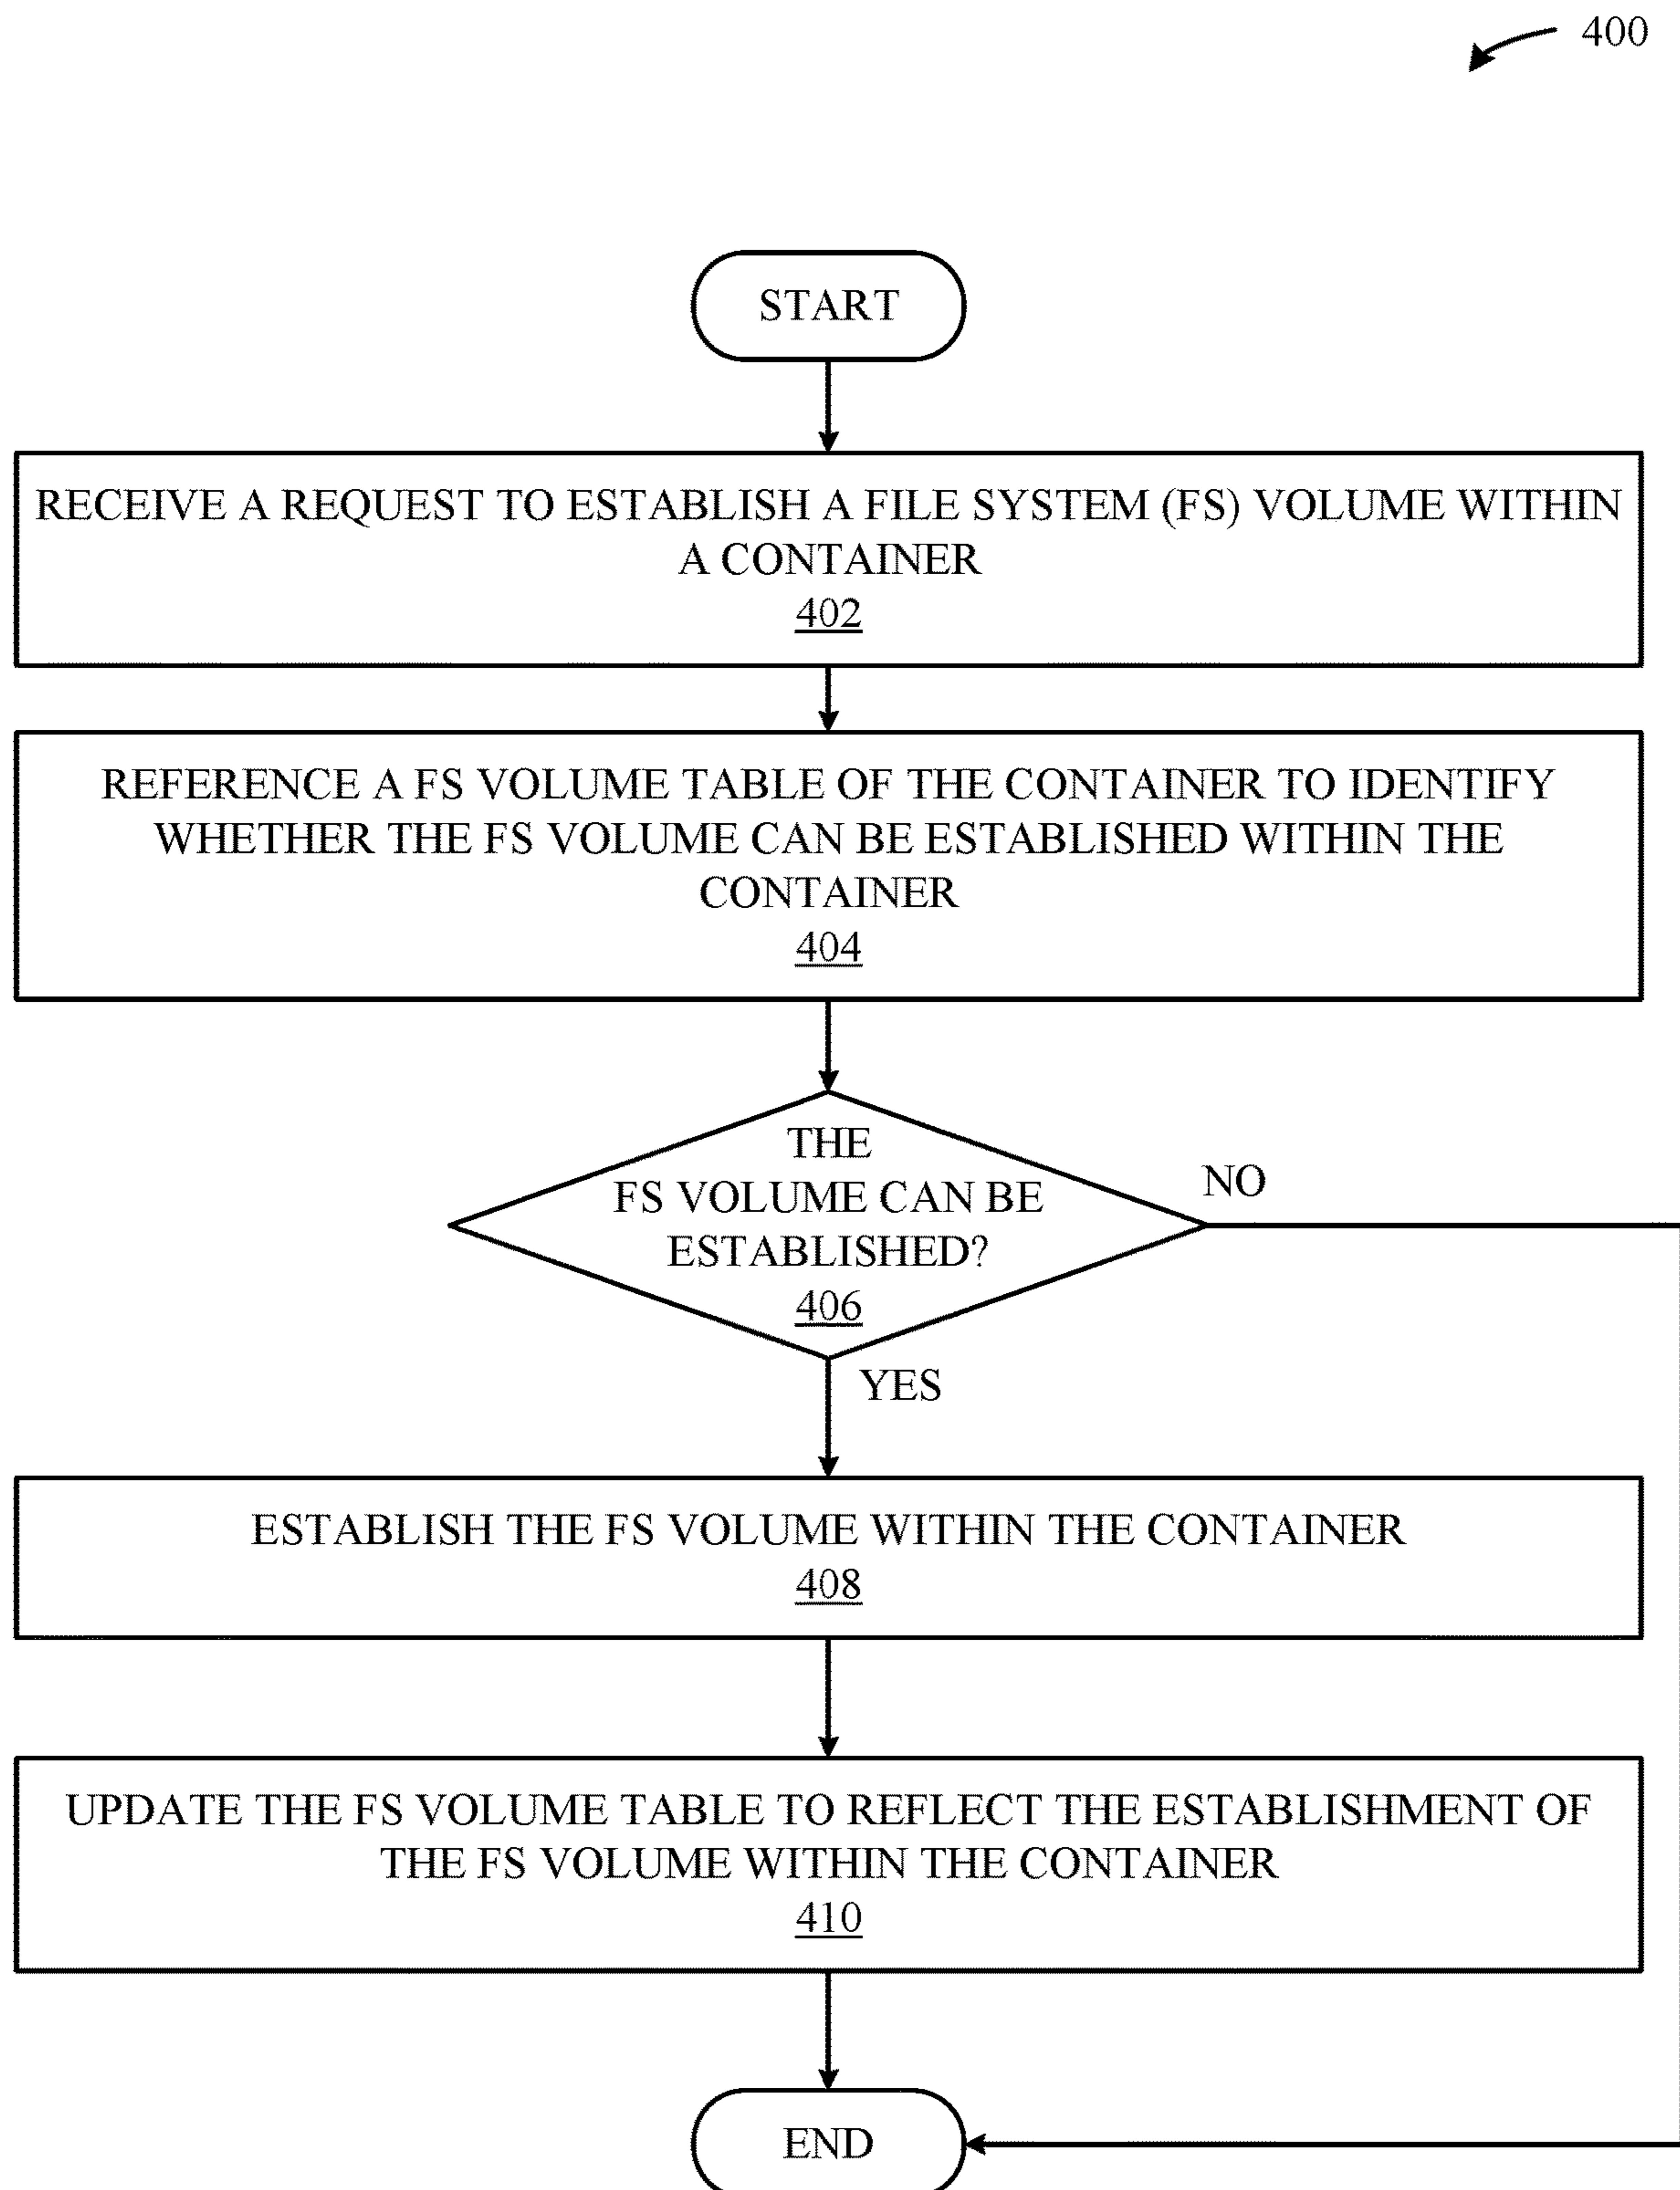 400
START
RECEIVE A REQUEST TO ESTABLISH A FILE SYSTEM (FS) VOLUME WITHIN
A CONTAINER
402
REFERENCE A FS VOLUME TABLE OF THE CONTAINER TO IDENTIFY
WHETHER THE FS VOLUME CAN BE ESTABLISHED WITHIN THE
CONTAINER
404
THE
FS VOLUME CAN BE
ESTABLISHED?
406
NO
YES
ESTABLISH THE FS VOLUME WITHIN THE CONTAINER
408
UPDATE THE FS VOLUME TABLE TO REFLECT THE ESTABLISHMENT OF
THE FS VOLUME WITHIN THE CONTAINER
410
END